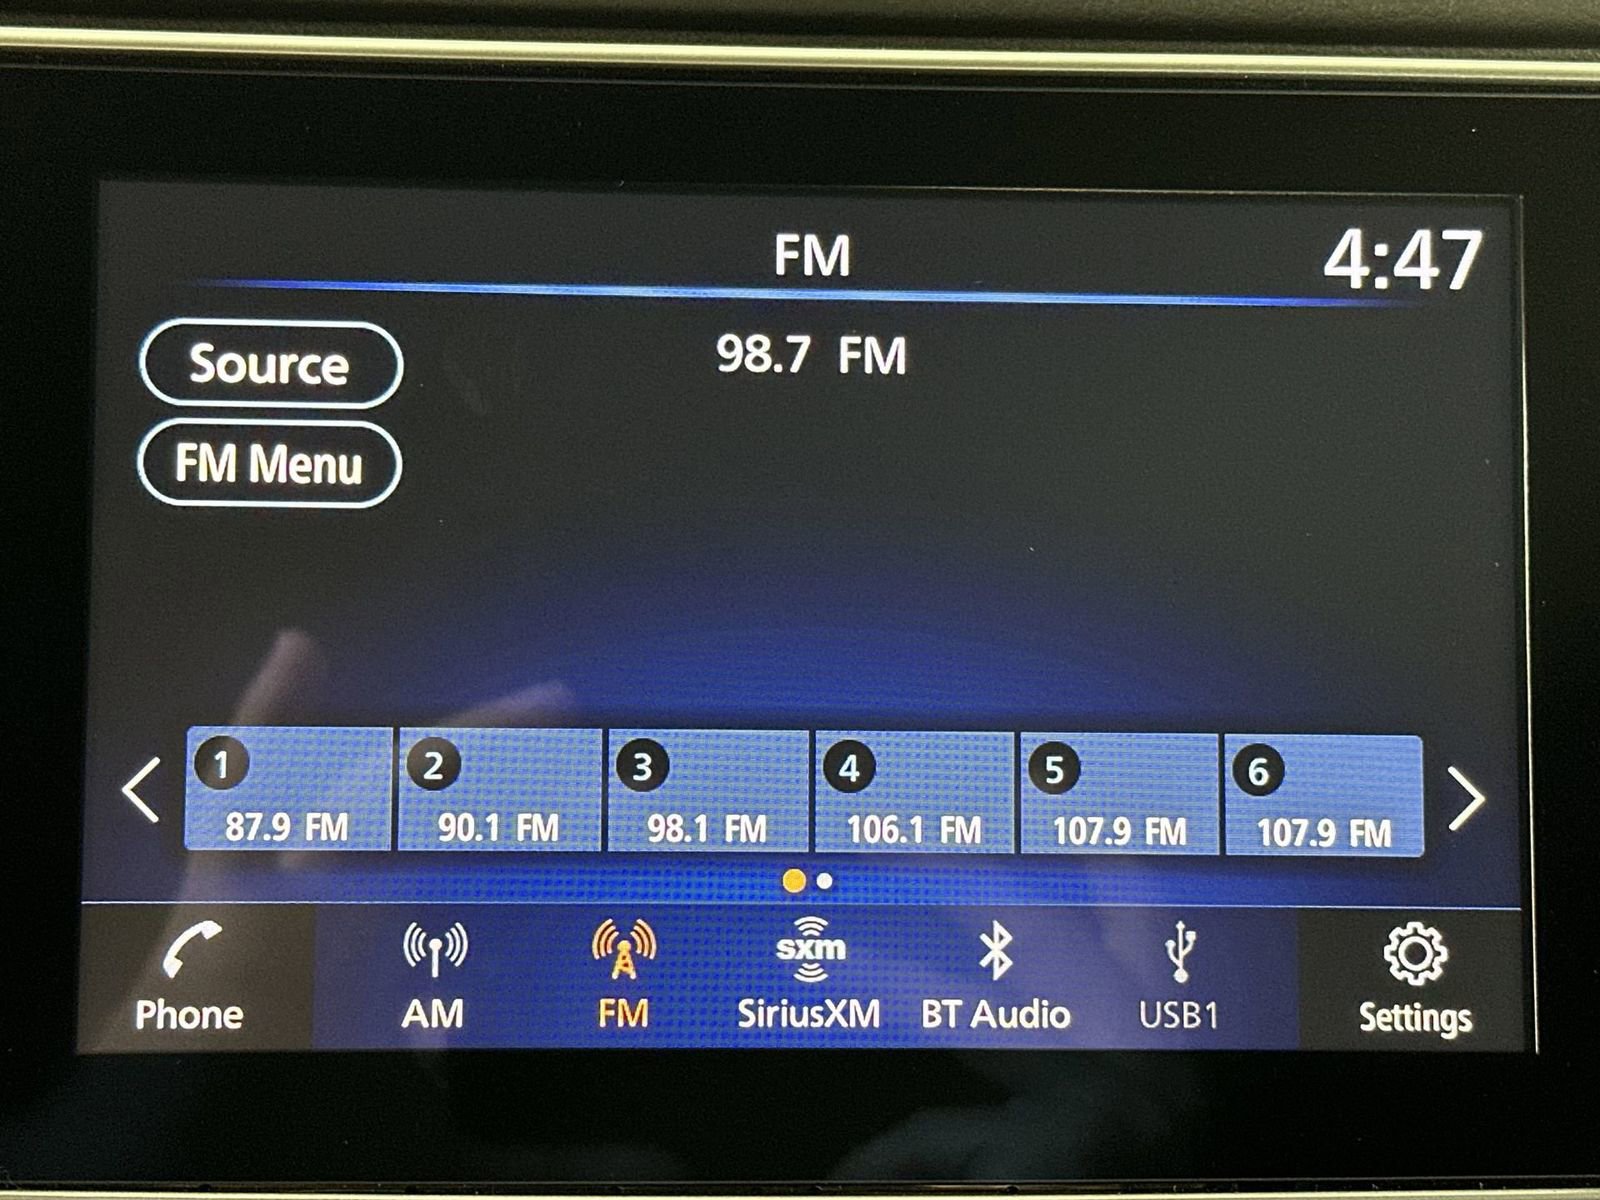 FM
4:47
Source
98.7 FM
FM Menu
1
2
3
4
5
6
87.9 FM
90.1 FM
98.1 FM
106.1 FM
107.9 FM
107.9 FM
sxm
Phone
AM
FM
SiriusXM
BT Audio
USB1
Settings